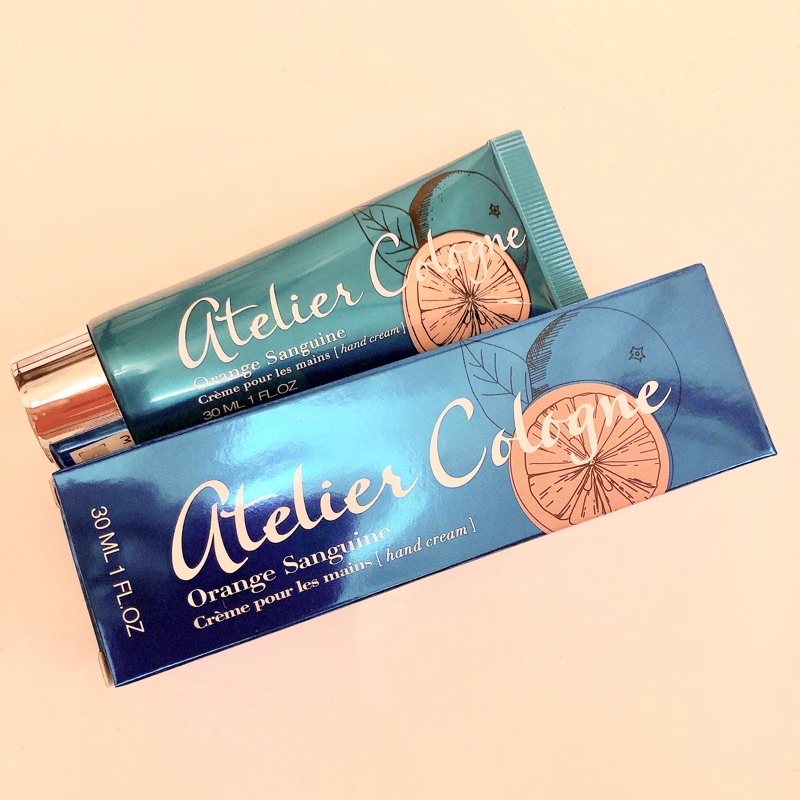 Atelier Cologne
Orange Sanguine
Crème pour les mains [ hand cream ]
30 ML 1 FL.OZ
Atelier Cologne
Orange Sanguine
Crème pour les mains [ hand cream ]
30 ML 1 FL.OZ